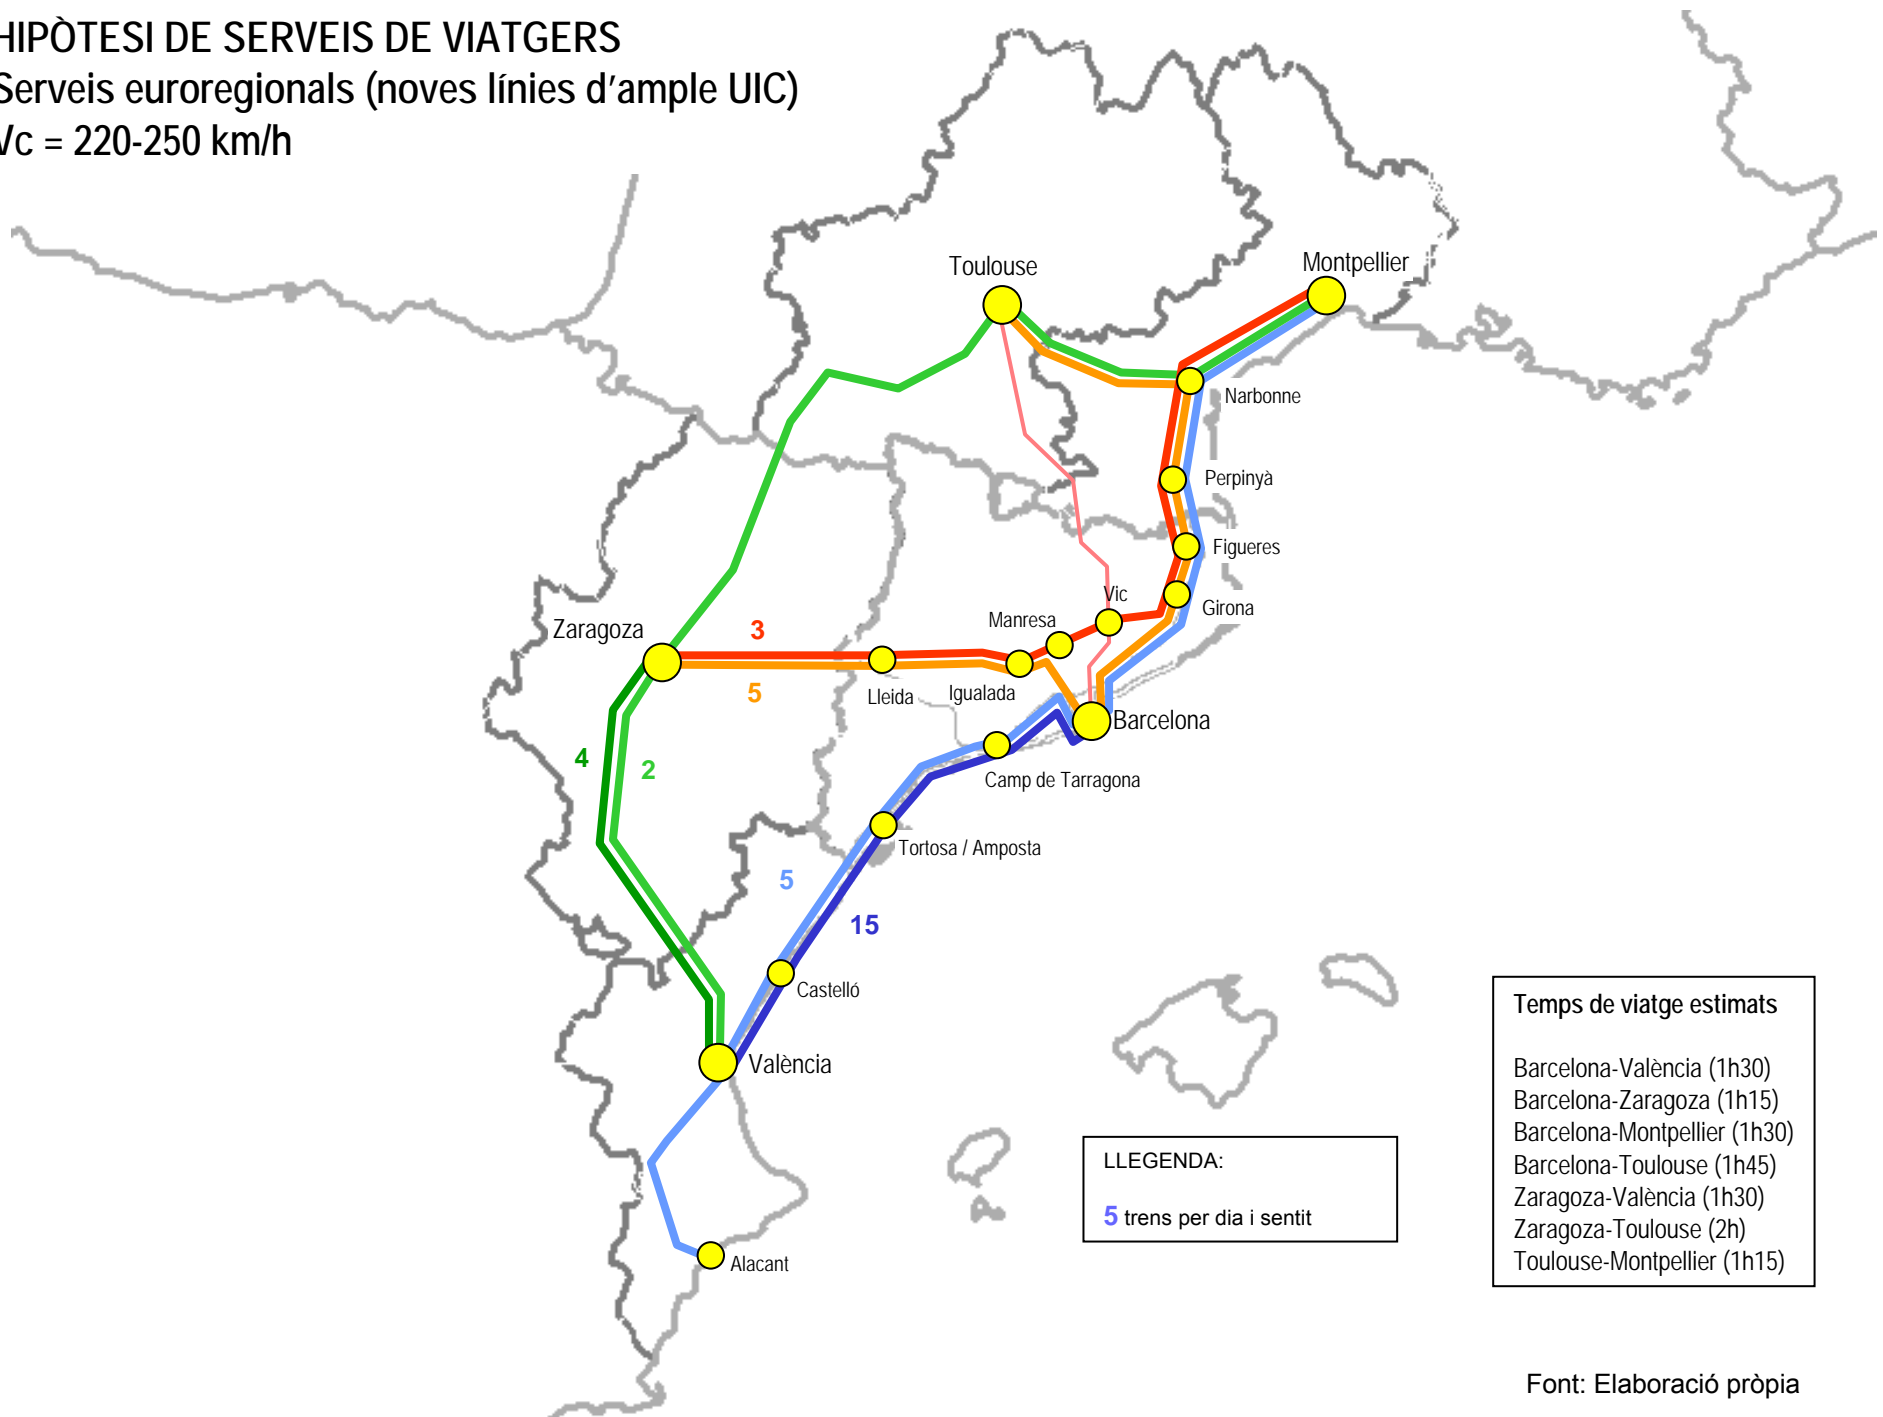 HIPÒTESI DE SERVEIS DE VIATGERS
Serveis euroregionals (noves línies d'ample UIC)
Vc = 220-250 km/h
Toulouse
Montpellier
Narbonne
Perpinyà
Figueres
Vic
Girona
Manresa
Zaragoza
3
5
Lleida
Igualada
Barcelona
4
2
Camp de Tarragona
Tortosa / Amposta
5
15
Castelló
València
Alacant
LLEGENDA:
5 trens per dia i sentit
Temps de viatge estimats
Barcelona-València (1h30)
Barcelona-Zaragoza (1h15)
Barcelona-Montpellier (1h30)
Barcelona-Toulouse (1h45)
Zaragoza-València (1h30)
Zaragoza-Toulouse (2h)
Toulouse-Montpellier (1h15)
Font: Elaboració pròpia